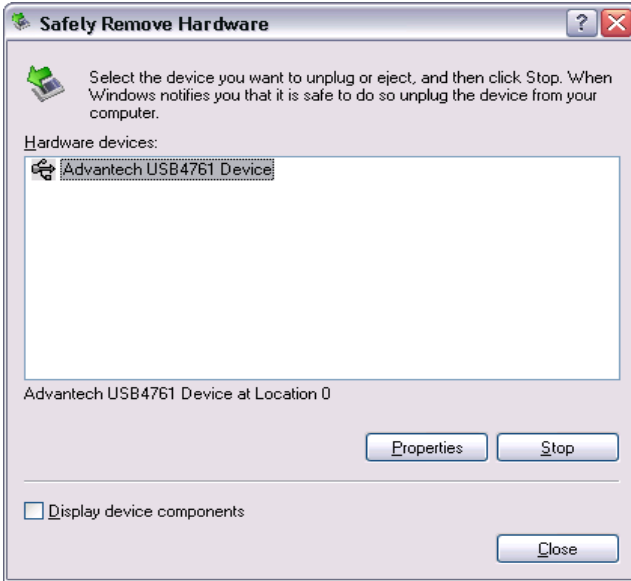 Safely Remove Hardware
?
Select the device you want to unplug or eject, and then click Stop. When
Windows notifies you that it is safe to do so unplug the device from your
computer.
Hardware devices:
Advantech USB4761 Device
Advantech USB4761 Device at Location 0
Properties Stop
Display device components
Close